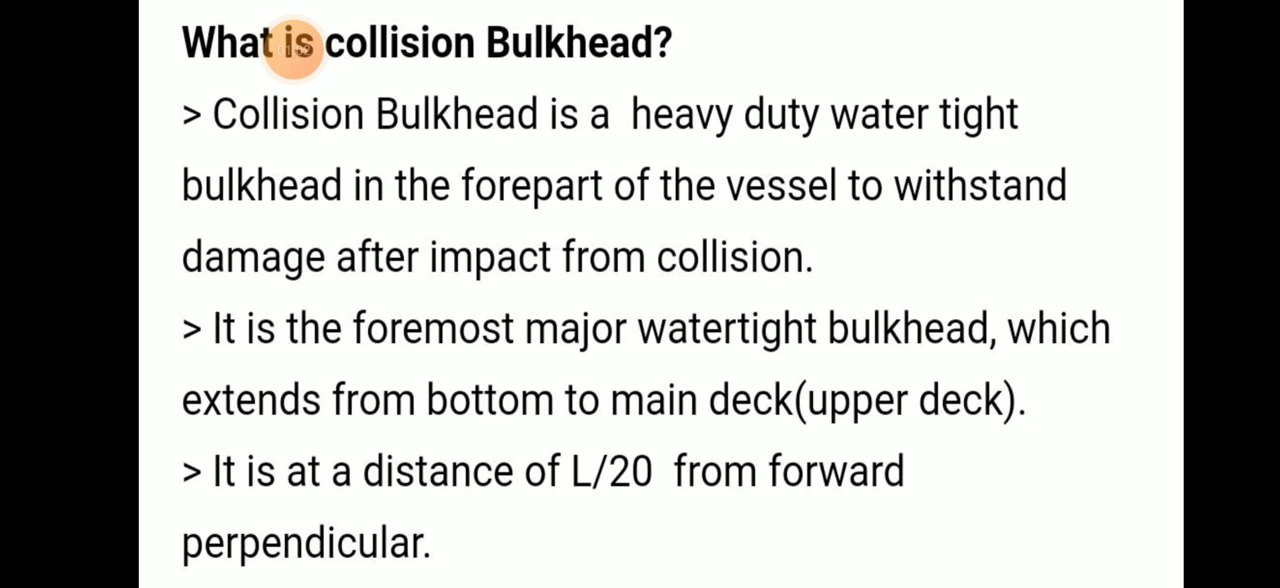 What is collision Bulkhead?
> Collision Bulkhead is a heavy duty water tight
bulkhead in the forepart of the vessel to withstand
damage after impact from collision.
> It is the foremost major watertight bulkhead, which
extends from bottom to main deck(upper deck).
> It is at a distance of L/20 from forward
perpendicular.